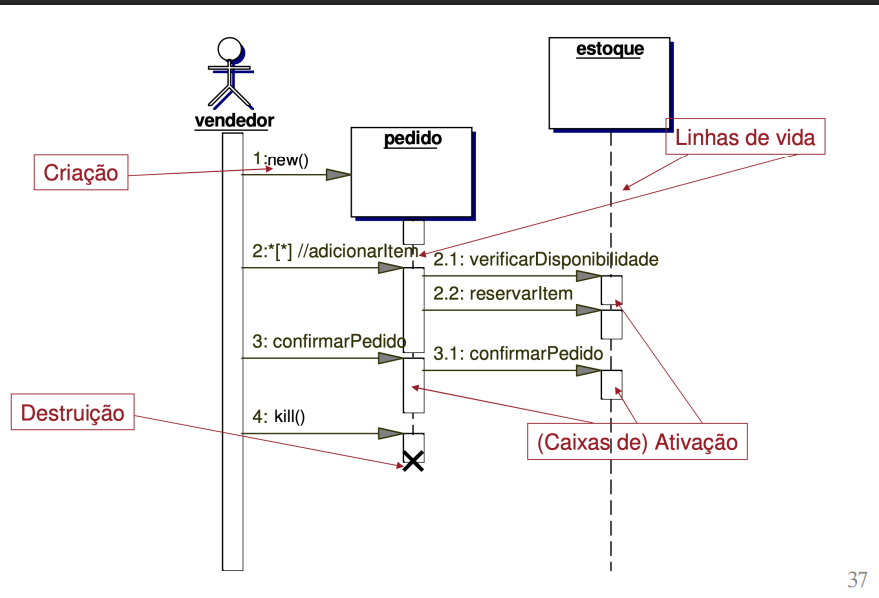 estoque
vendedor
pedido
Linhas de vida
1:new()
Criação
2:*[*] //adicionarItem
2.1: verificarDisponibilidade
2.2: reservarItem
3: confirmarPedido
3.1: confirmarPedido
Destruição
4: kill()
(Caixas de) Ativação
37